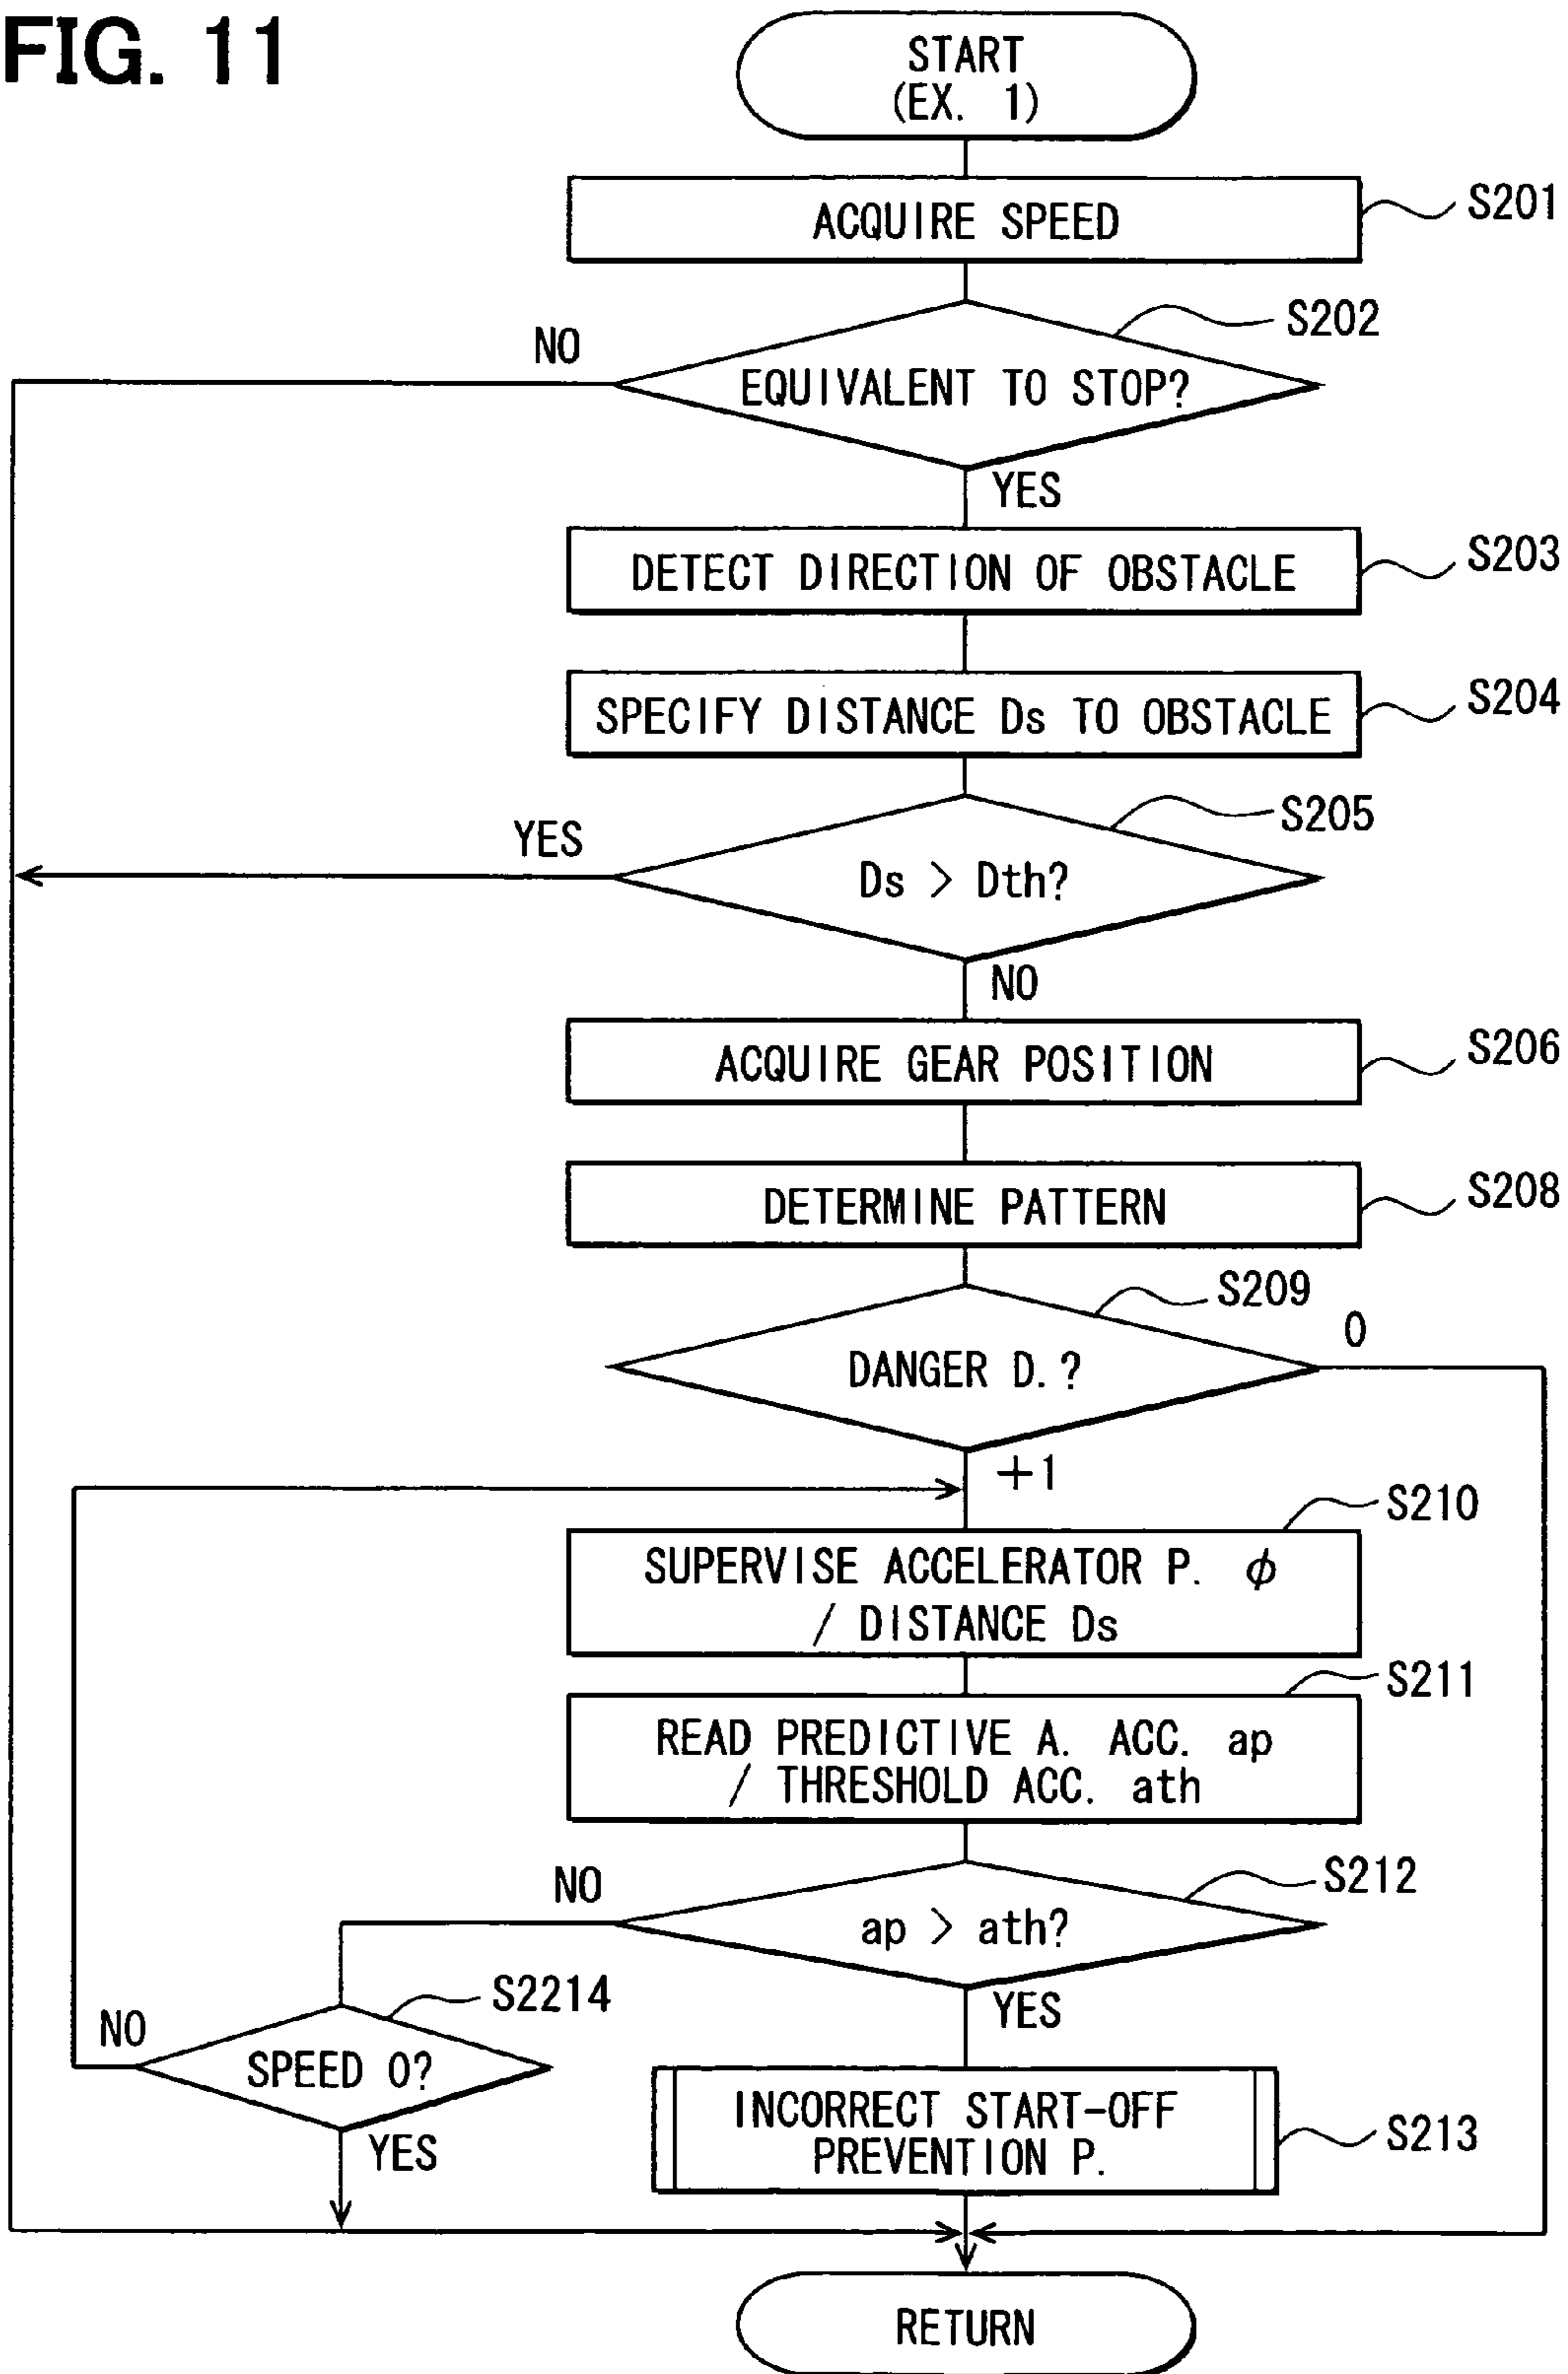 FIG. 11
START
(EX. 1)
ACQUIRE SPEED
S201
S202
NO
EQUIVALENT TO STOP?
YES
DETECT DIRECTION OF OBSTACLE
S203
SPECIFY DISTANCE Ds TO OBSTACLE
S204
S205
YES
Ds > Dth?
NO
ACQUIRE GEAR POSITION
S206
DETERMINE PATTERN
S208
S209
0
DANGER D.?
+1
S210
SUPERVISE ACCELERATOR P. ϕ
/ DISTANCE Ds
S211
READ PREDICTIVE A. ACC. ap
/ THRESHOLD ACC. ath
S212
NO
ap > ath?
YES
S2214
NO
SPEED 0?
YES
INCORRECT START-OFF
PREVENTION P.
S213
RETURN